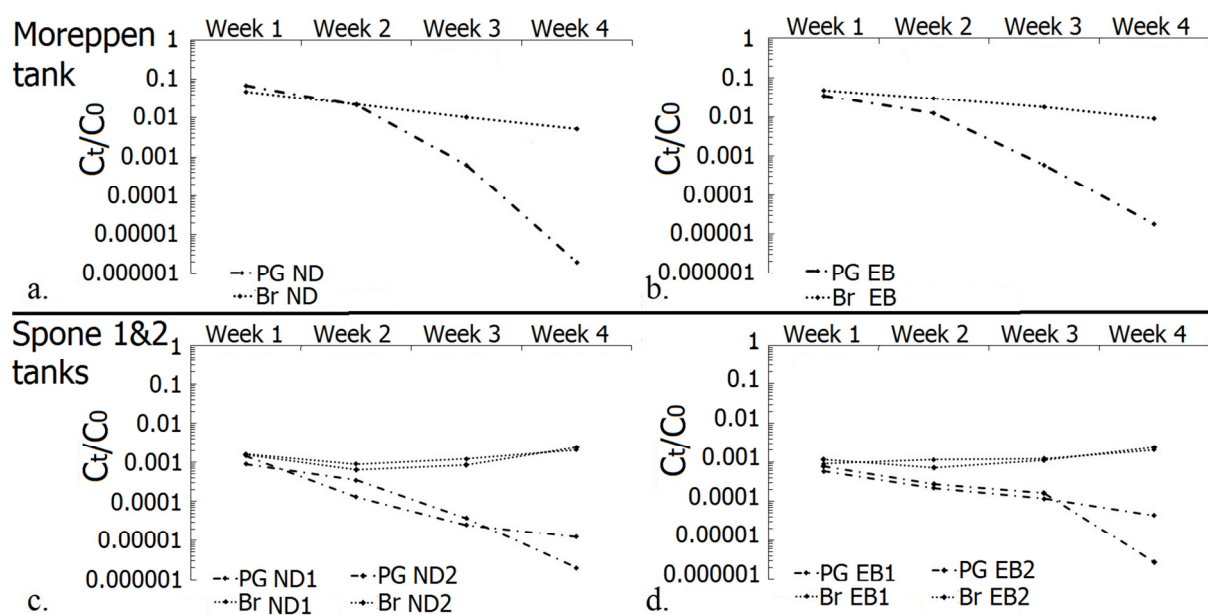 Moreppen tank
Week 1 Week 2 Week 3 Week 4
1
0.1
0.01
0.001
0.0001
0.00001
0.000001
Ct/C0
PG ND
Br ND
a.
Week 1 Week 2 Week 3 Week 4
1
0.1
0.01
0.001
0.0001
0.00001
0.000001
Ct/C0
PG EB
Br EB
b.
Spone 1&2 tanks
Week 1 Week 2 Week 3 Week 4
1
0.1
0.01
0.001
0.0001
0.00001
0.000001
Ct/C0
PG ND1 PG ND2
Br ND1 Br ND2
c.
Week 1 Week 2 Week 3 Week 4
1
0.1
0.01
0.001
0.0001
0.00001
0.000001
Ct/C0
PG EB1 PG EB2
Br EB1 Br EB2
d.